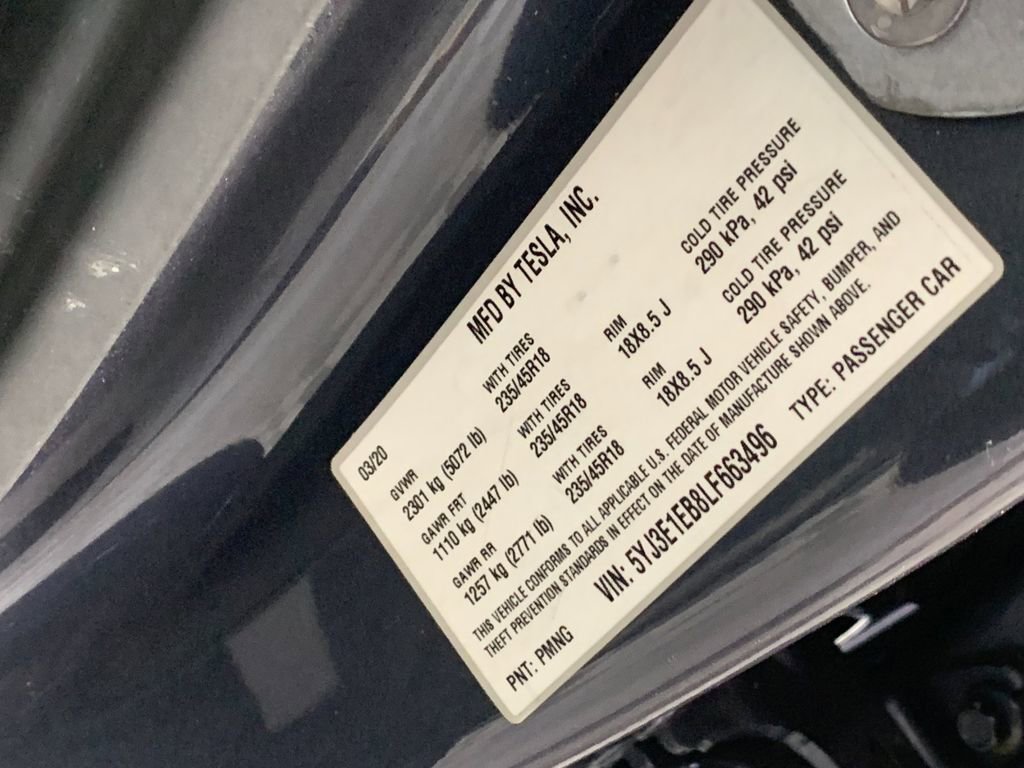 MFD BY TESLA, INC.
03/20
GVWR WITH TIRES RIM COLD TIRE PRESSURE
2301 kg (5072 lb) 235/45R18 18X8.5 J 290 kPa, 42 psi
GAWR FRT WITH TIRES RIM COLD TIRE PRESSURE
1110 kg (2447 lb) 235/45R18 18X8.5 J 290 kPa, 42 psi
GAWR RR WITH TIRES
1257 kg (2771 lb) 235/45R18
THIS VEHICLE CONFORMS TO ALL APPLICABLE U.S. FEDERAL MOTOR VEHICLE SAFETY, BUMPER, AND
THEFT PREVENTION STANDARDS IN EFFECT ON THE DATE OF MANUFACTURE SHOWN ABOVE.
VIN: 5YJ3E1EB8LF663496 TYPE: PASSENGER CAR
PNT: PMNG